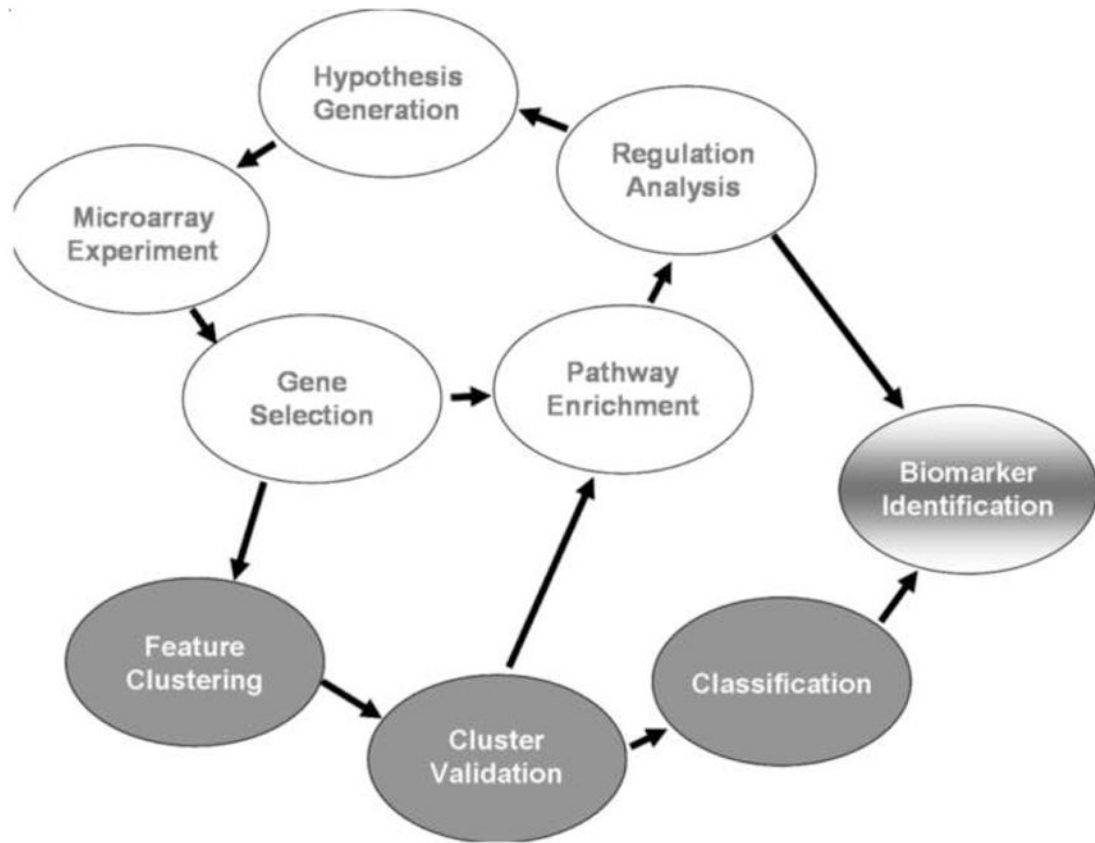 Hypothesis
Generation
Regulation
Analysis
Microarray
Experiment
Gene
Selection
Pathway
Enrichment
Biomarker
Identification
Feature
Clustering
Cluster
Validation
Classification